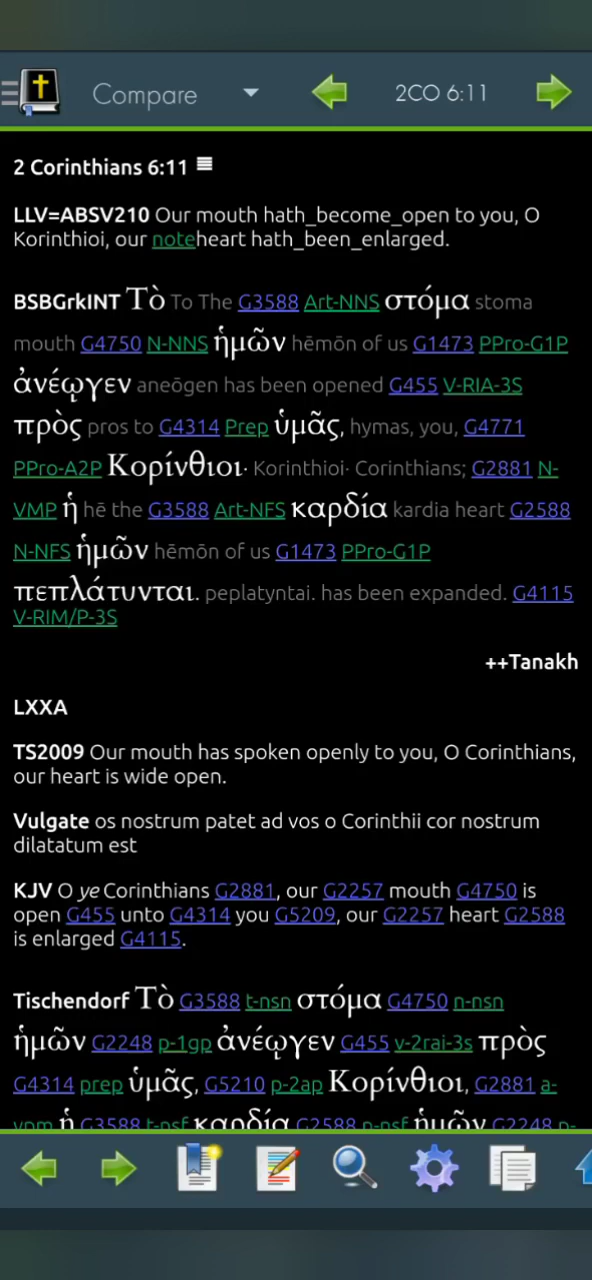 Compare
2CO 6:11
2 Corinthians 6:11
LLV=ABSV210 Our mouth hath_become_open to you, O
Korinthioi, our noteheart hath_been_enlarged.
BSBGrkINT Τὸ To The G3588 Art-NNS στόμα stoma
mouth G4750 N-NNS ἡμῶν hēmōn of us G1473 PPro-G1P
ἀνέῳγεν aneōgen has been opened G455 V-RIA-3S
πρὸς pros to G4314 Prep ὑμᾶς, hymas, you, G4771
PPro-A2P Κορίνθιοι· Korinthioi· Corinthians; G2881 N-
VMP ἡ hē the G3588 Art-NFS καρδία kardia heart G2588
N-NFS ἡμῶν hēmōn of us G1473 PPro-G1P
πεπλάτυνται. peplatyntai. has been expanded. G4115
V-RIM/P-3S
++Tanakh
LXXA
TS2009 Our mouth has spoken openly to you, O Corinthians,
our heart is wide open.
Vulgate os nostrum patet ad vos o Corinthii cor nostrum
dilatatum est
KJV O ye Corinthians G2881, our G2257 mouth G4750 is
open G455 unto G4314 you G5209, our G2257 heart G2588
is enlarged G4115.
Tischendorf Τὸ G3588 t-nsn στόμα G4750 n-nsn
ἡμῶν G2248 p-1gp ἀνέῳγεν G455 v-2rai-3s πρὸς
G4314 prep ὑμᾶς, G5210 p-2ap Κορίνθιοι, G2881 a-
vpm ἡ G3588 t-nsf καρδία G2588 n-nsf ἡμῶν G2248 p-